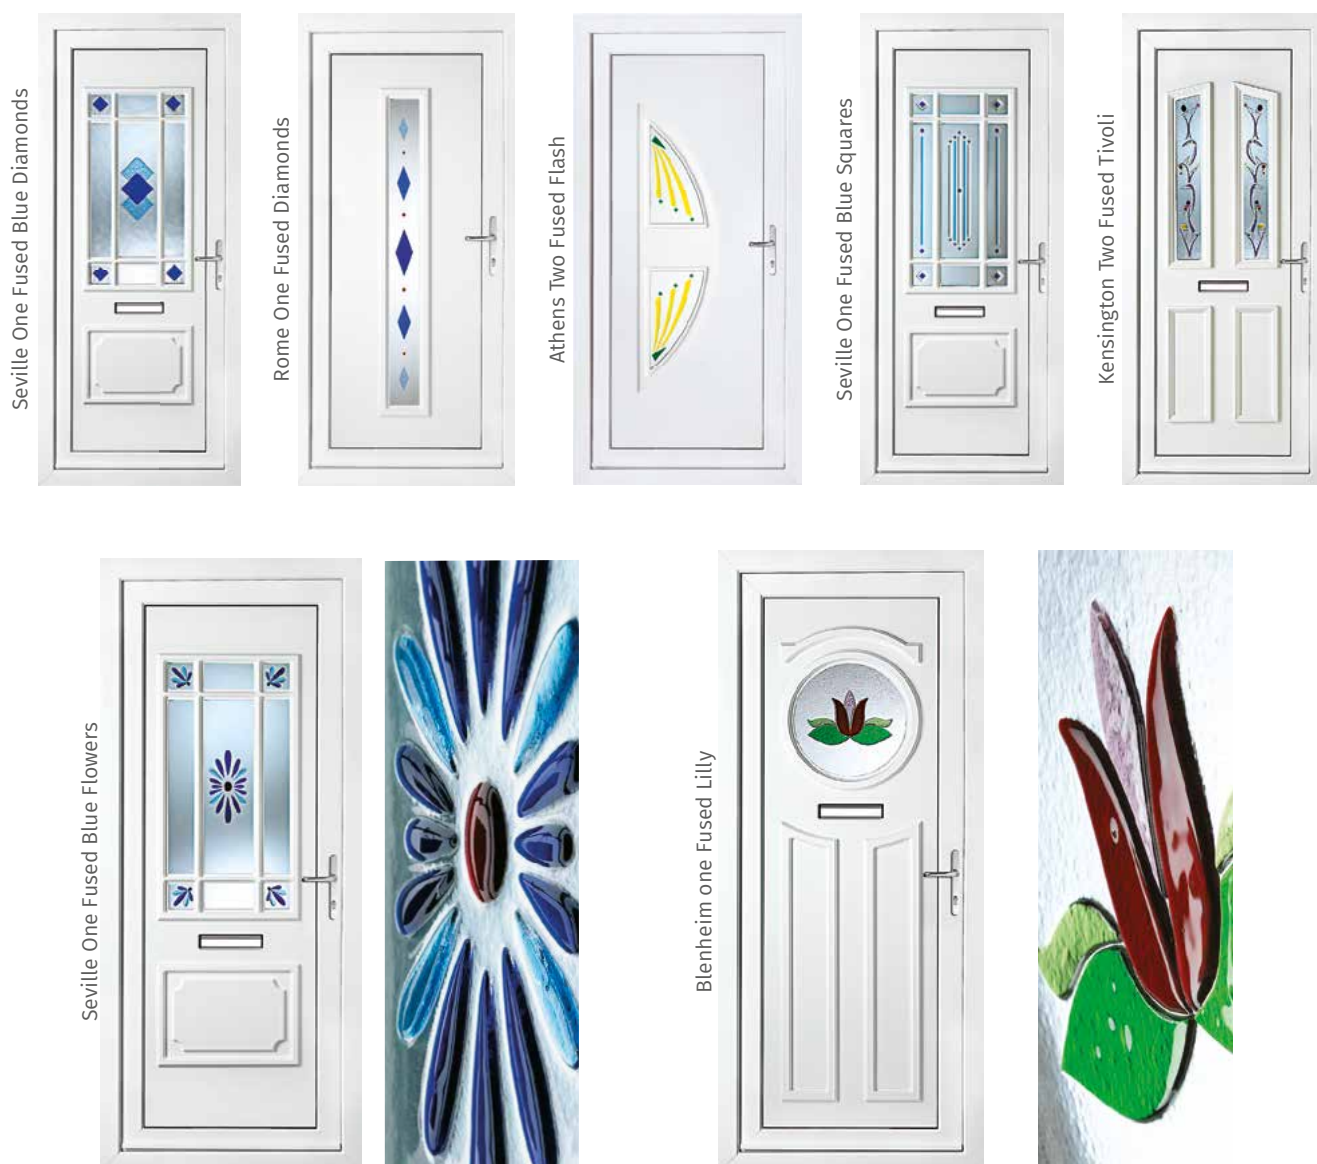 Seville One Fused Blue Diamonds
Rome One Fused Diamonds
Athens Two Fused Flash
Seville One Fused Blue Squares
Kensington Two Fused Tivoli
Seville One Fused Blue Flowers
Blenheim one Fused Lilly